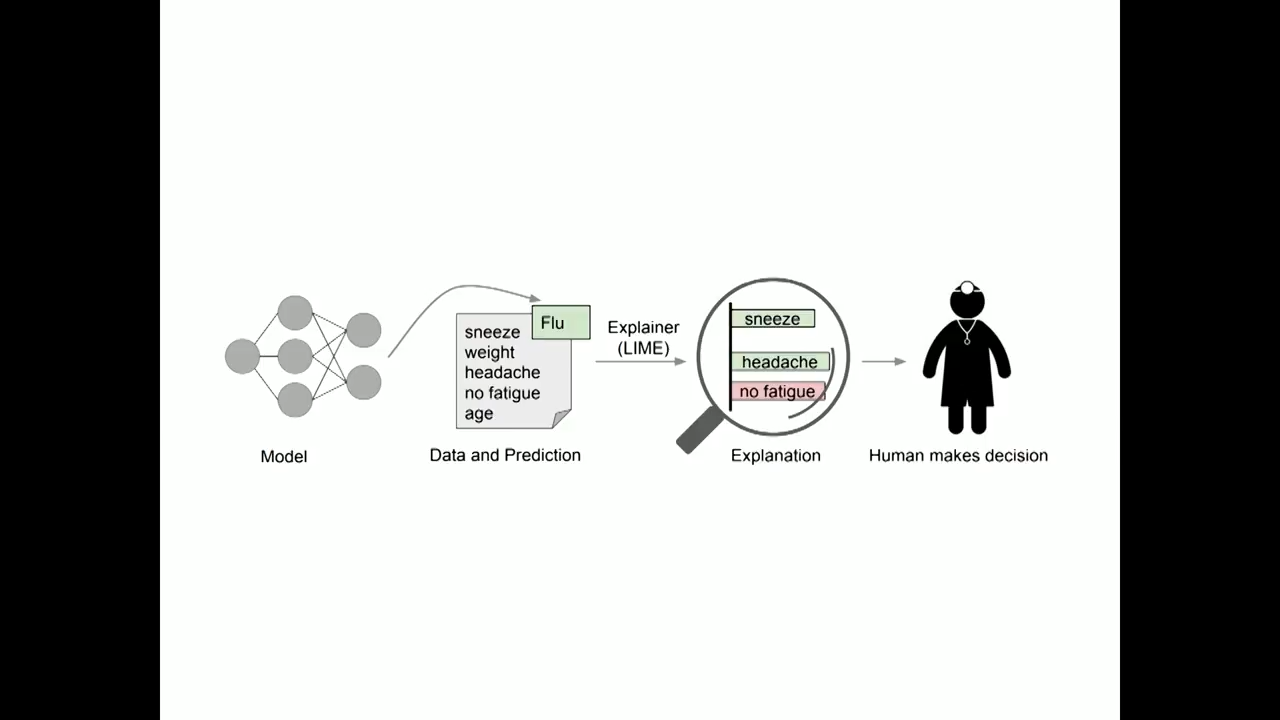 Flu
sneeze
weight
headache
no fatigue
age
Explainer
(LIME)
sneeze
headache
no fatigue
Model
Data and Prediction
Explanation
Human makes decision